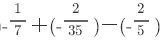 -1/7 + (-2/35) - (-2/5)